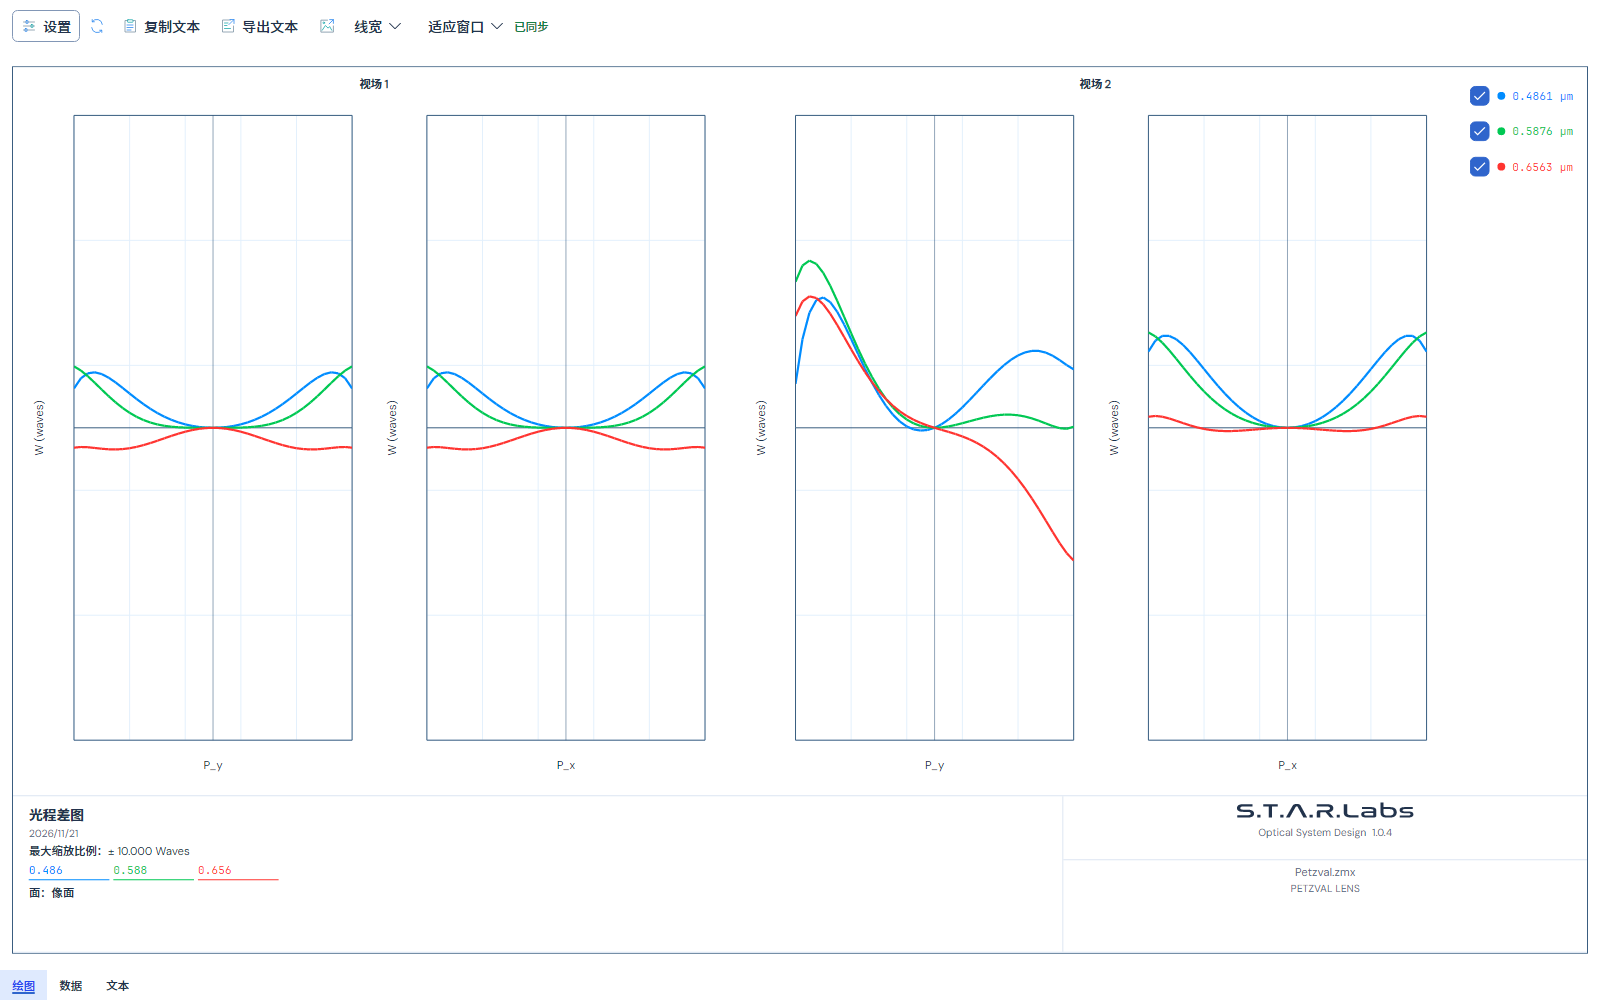 设置 复制文本 导出文本 线宽 适应窗口 已同步
视场 1
视场 2
0.4861 µm
0.5876 µm
0.6563 µm
W (waves)
W (waves)
W (waves)
W (waves)
P_y
P_x
P_y
P_x
光程差图
2026/11/21
最大缩放比例：± 10.000 Waves
0.486 0.588 0.656
面：像面
S.T.A.R.Labs
Optical System Design 1.0.4
Petzval.zmx
PETZVAL LENS
绘图 数据 文本